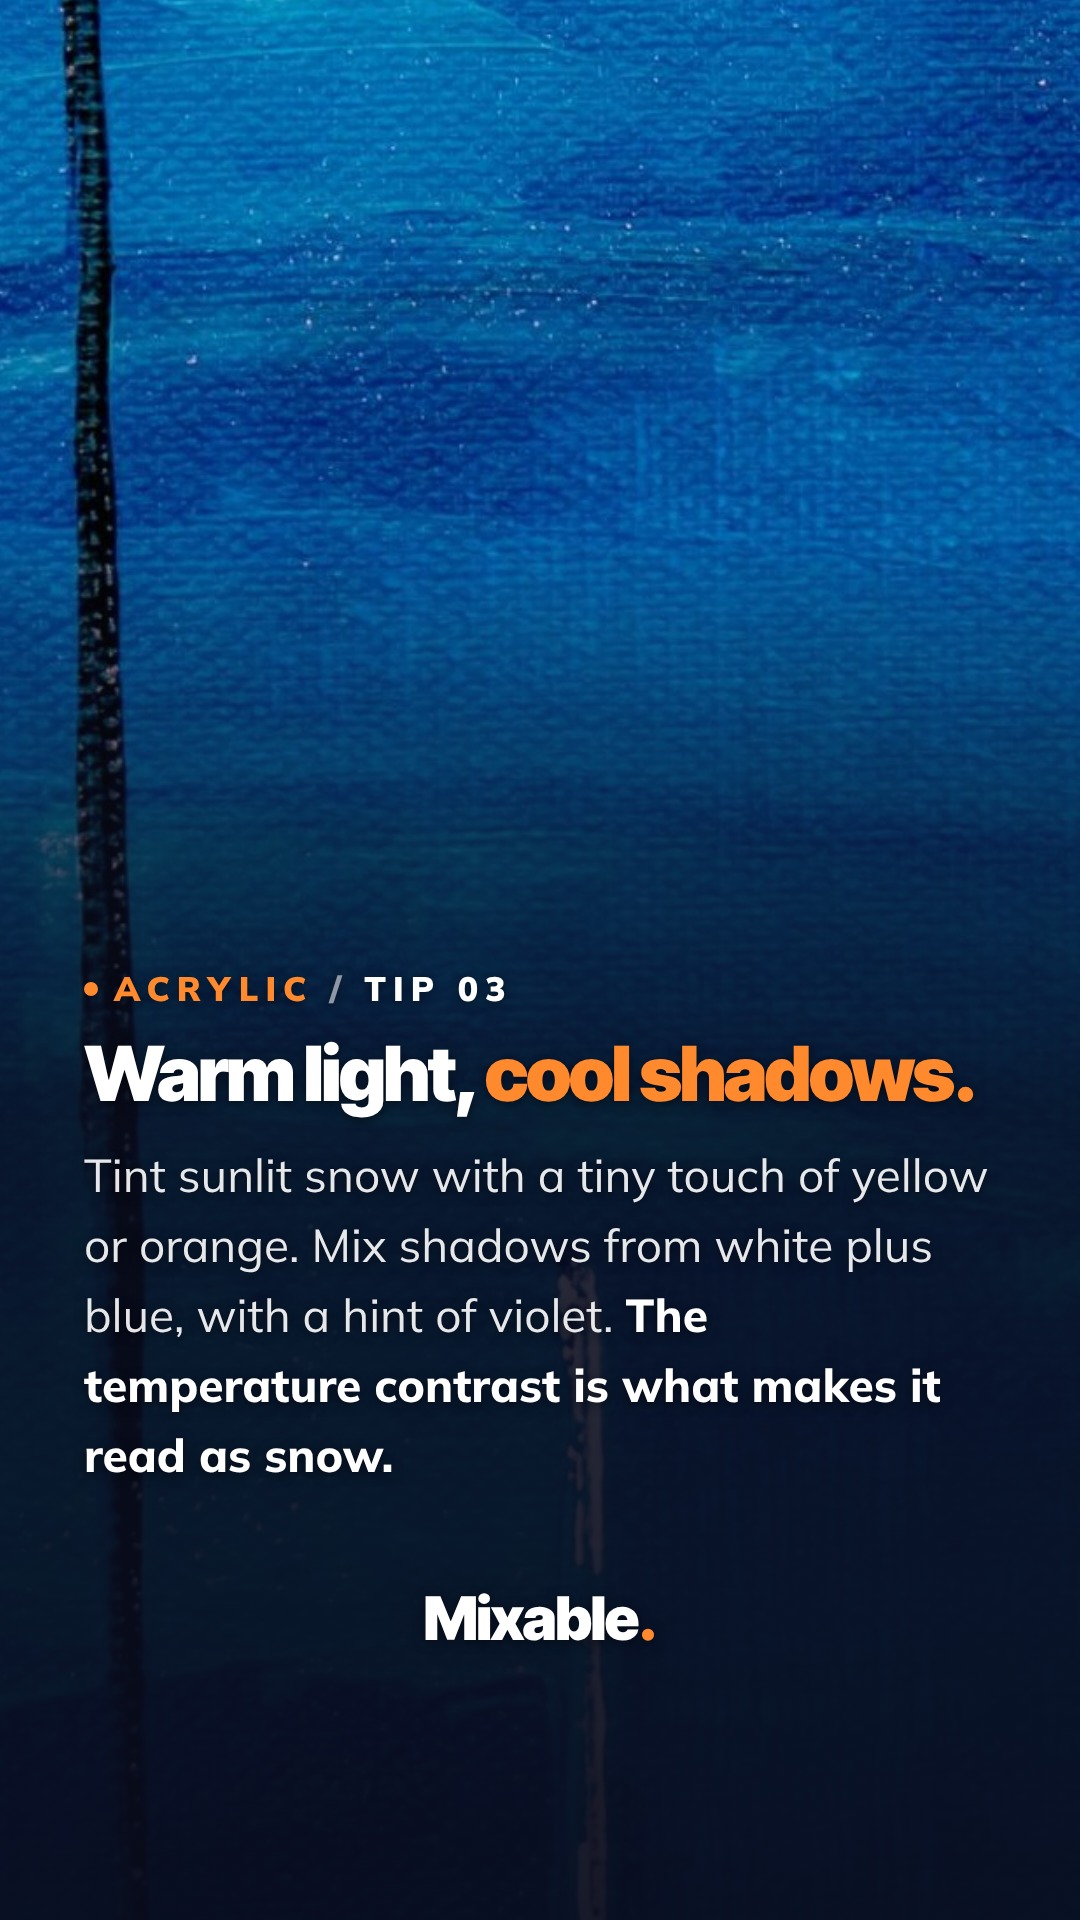 • ACRYLIC / TIP 03
Warm light, cool shadows.
Tint sunlit snow with a tiny touch of yellow
or orange. Mix shadows from white plus
blue, with a hint of violet. The
temperature contrast is what makes it
read as snow.
Mixable.